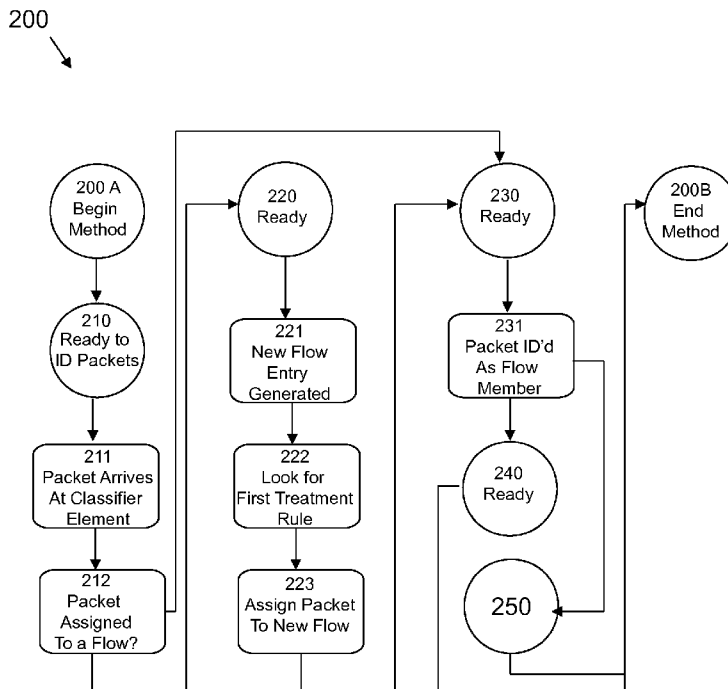 200
200 A
Begin
Method
210
Ready to
ID Packets
211
Packet Arrives
At Classifier
Element
212
Packet
Assigned
To a Flow?
220
Ready
221
New Flow
Entry
Generated
222
Look for
First Treatment
Rule
223
Assign Packet
To New Flow
230
Ready
231
Packet ID'd
As Flow
Member
240
Ready
250
200B
End
Method